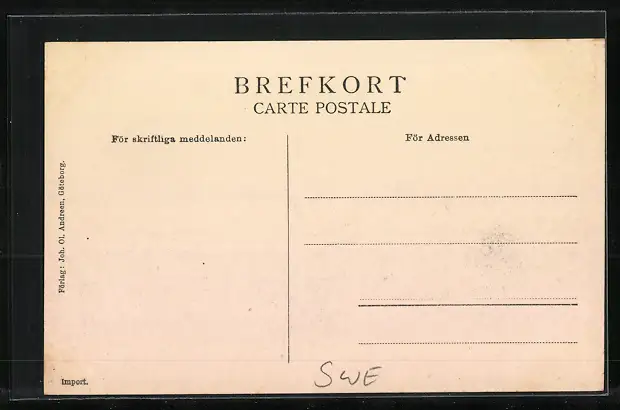 BREFKORT
CARTE POSTALE
För skriftliga meddelanden:
För Adressen
Förlag: Joh. Ol. Andreen, Göteborg.
Import.
SWE